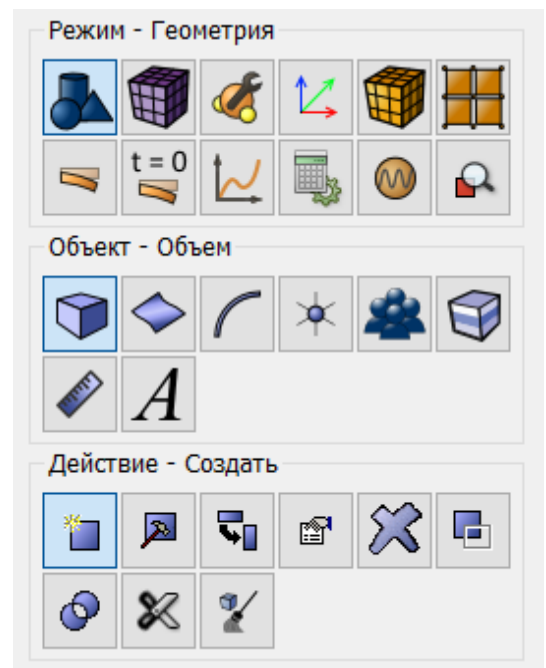 Режим - Геометрия
t = 0
Объект - Объем
A
Действие - Создать